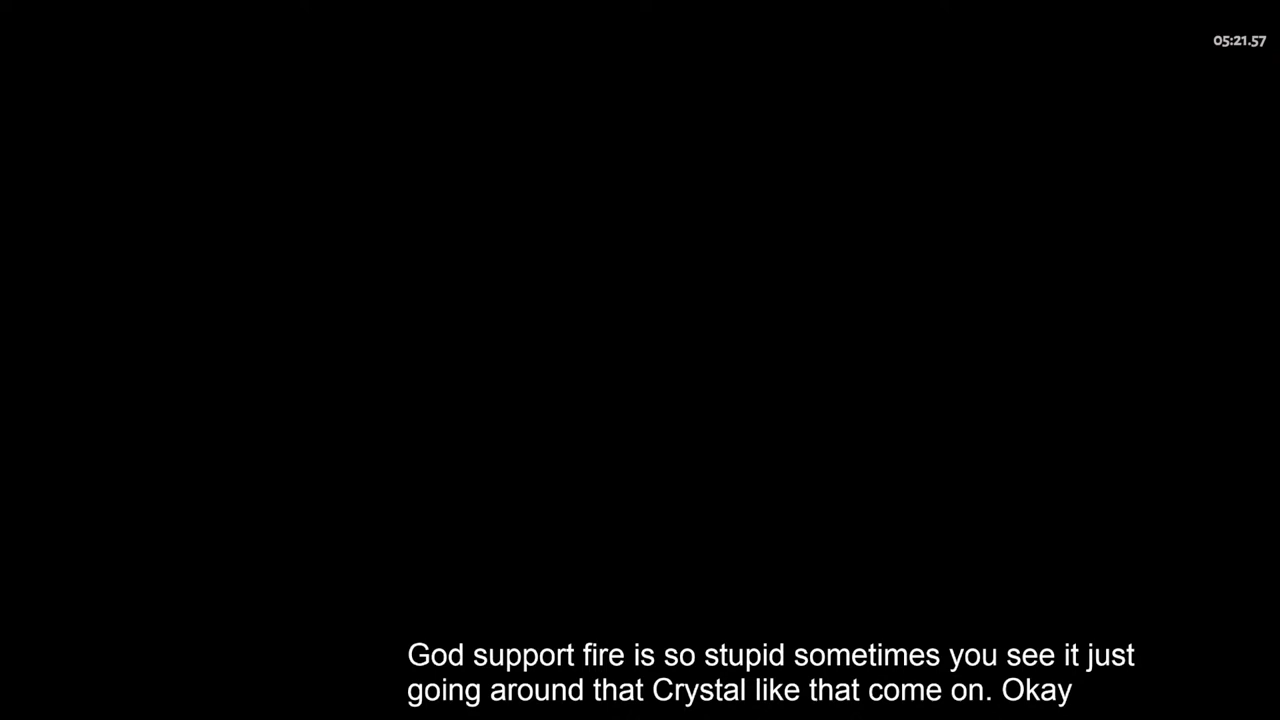 05:21.57
God support fire is so stupid sometimes you see it just
going around that Crystal like that come on. Okay